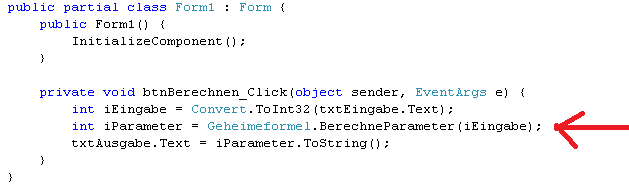 public partial class Form1 : Form {
public Form1() {
InitializeComponent();
}
private void btnBerechnen_Click(object sender, EventArgs e) {
int iEingabe = Convert.ToInt32(txtEingabe.Text);
int iParameter = Geheimeformel.BerechneParameter(iEingabe);
txtAusgabe.Text = iParameter.ToString();
}
}